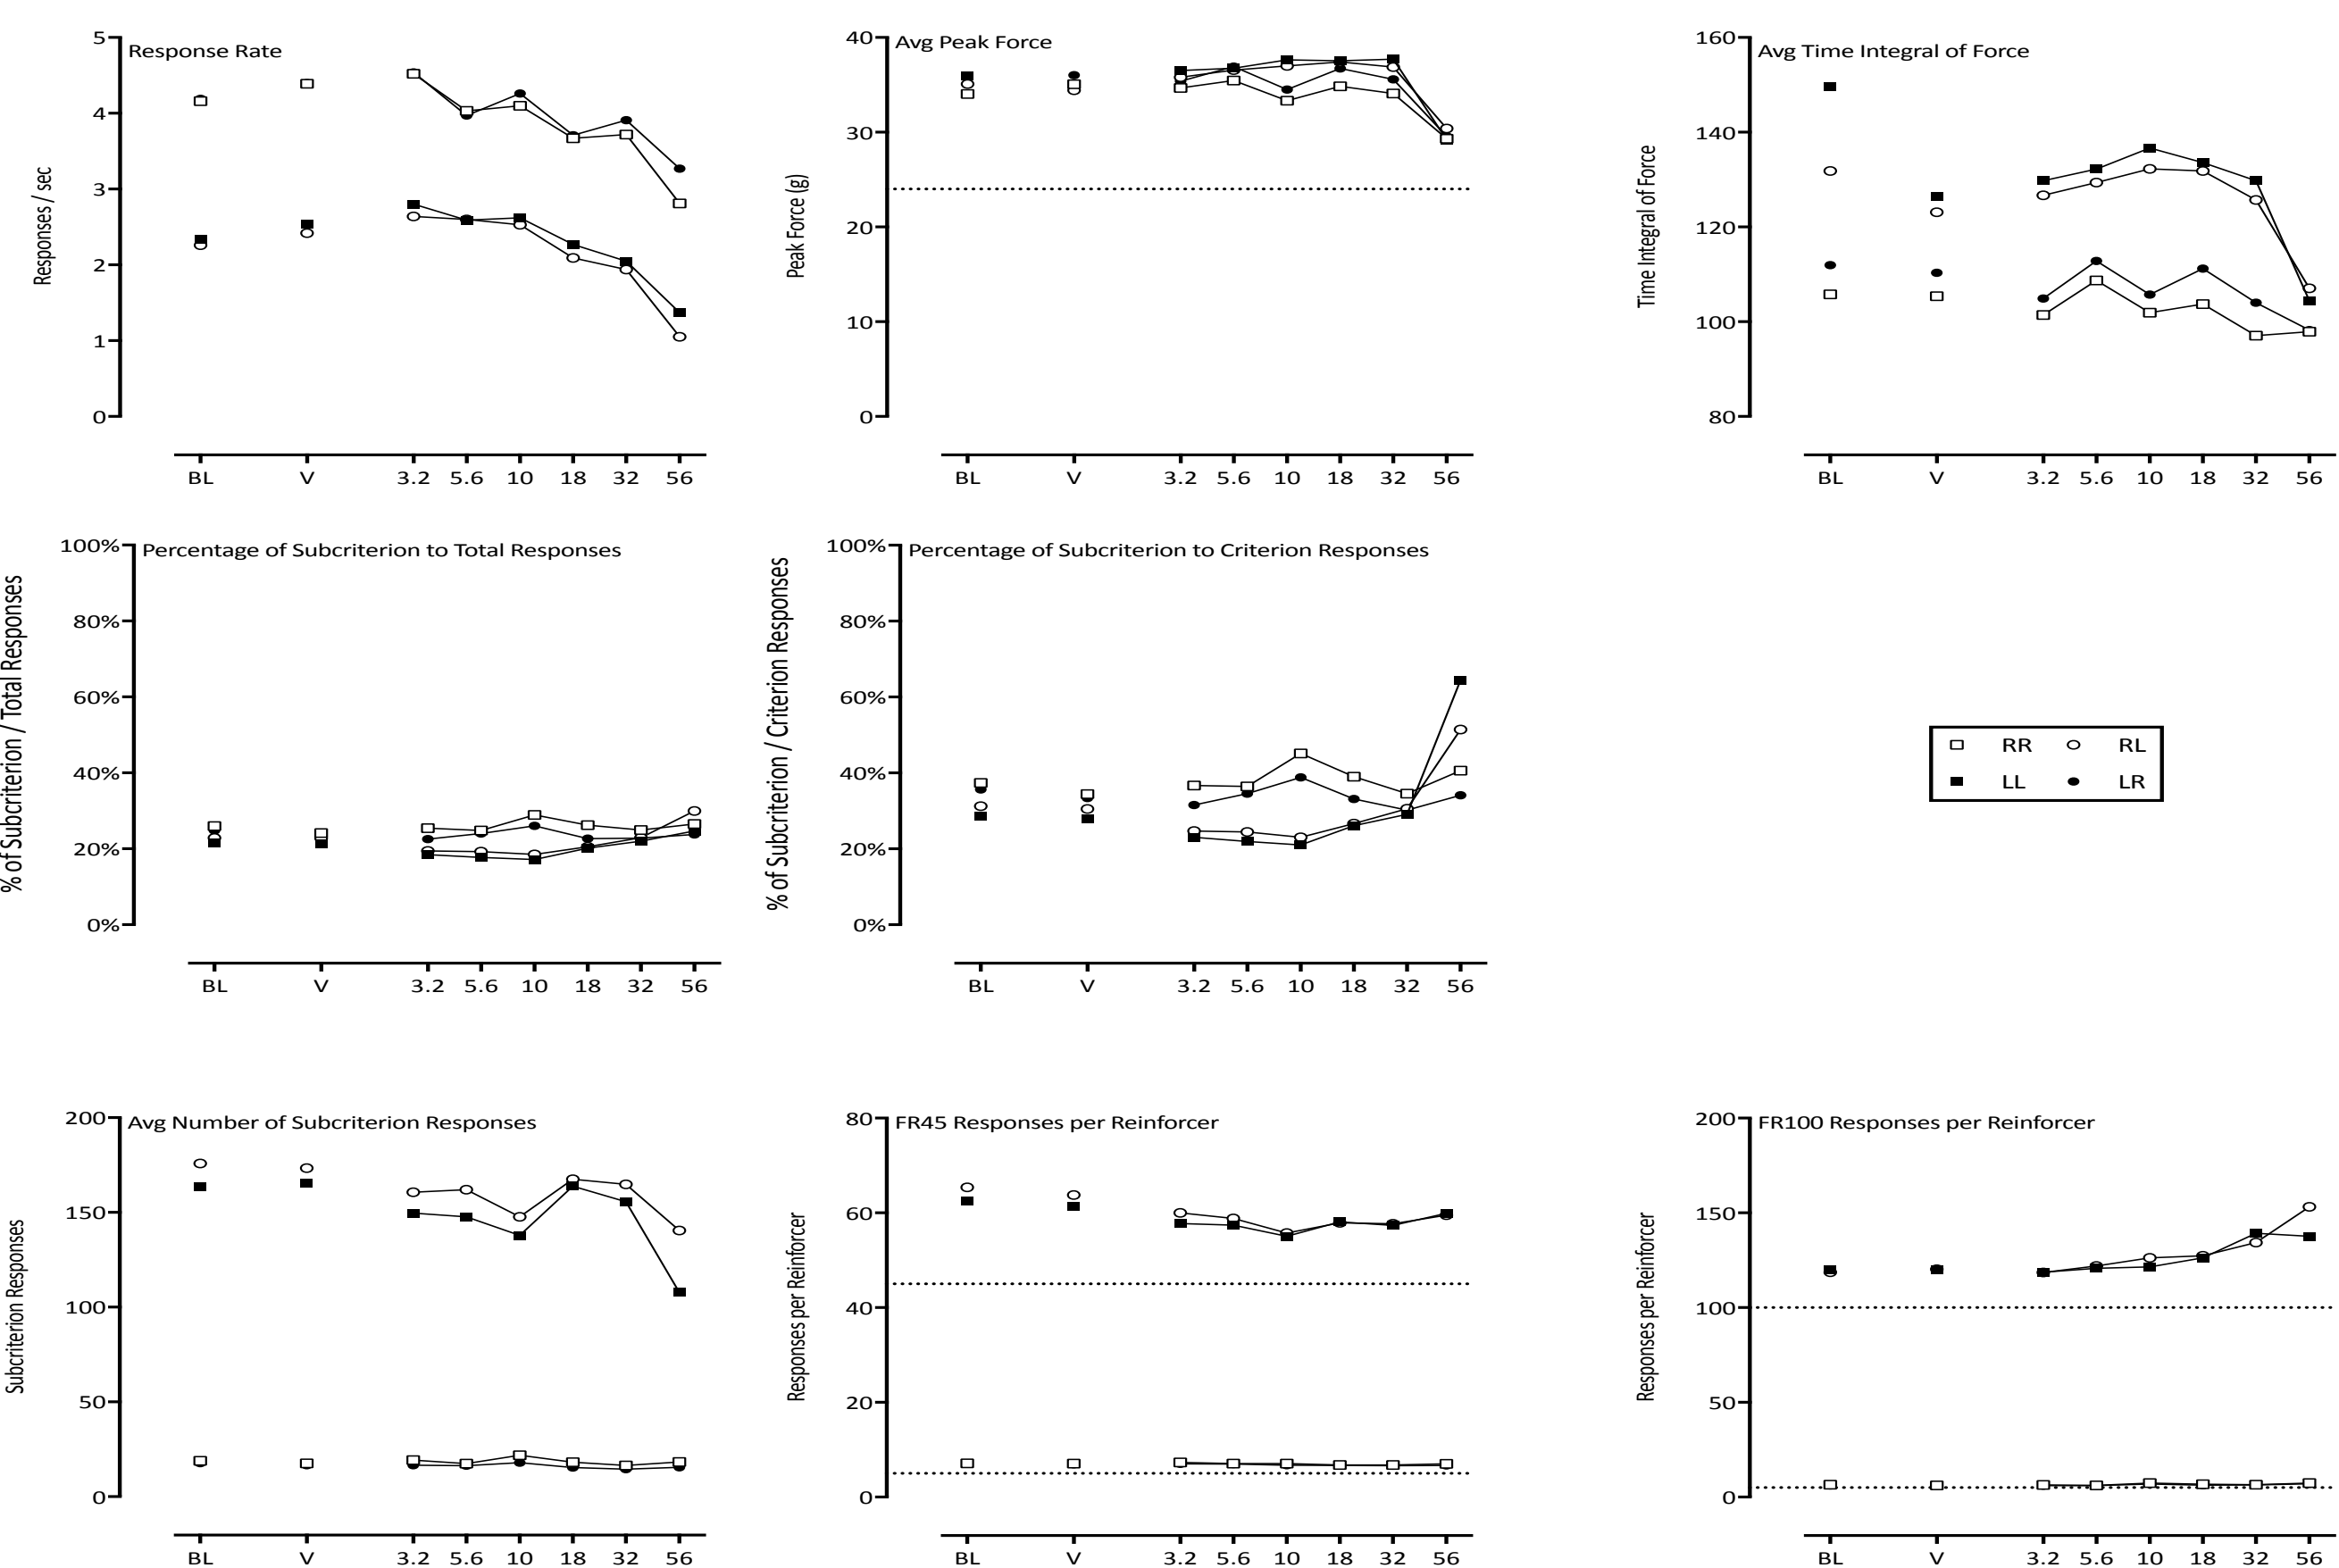 Response Rate
Responses / sec
5
4
3
2
1
0
BL V 3.2 5.6 10 18 32 56
Avg Peak Force
Peak Force (g)
40
30
20
10
0
BL V 3.2 5.6 10 18 32 56
Avg Time Integral of Force
Time Integral of Force
160
140
120
100
80
BL V 3.2 5.6 10 18 32 56
Percentage of Subcriterion to Total Responses
% of Subcriterion / Total Responses
100%
80%
60%
40%
20%
0%
BL V 3.2 5.6 10 18 32 56
Percentage of Subcriterion to Criterion Responses
% of Subcriterion / Criterion Responses
100%
80%
60%
40%
20%
0%
BL V 3.2 5.6 10 18 32 56
RR RL
LL LR
Avg Number of Subcriterion Responses
Subcriterion Responses
200
150
100
50
0
BL V 3.2 5.6 10 18 32 56
FR45 Responses per Reinforcer
Responses per Reinforcer
80
60
40
20
0
BL V 3.2 5.6 10 18 32 56
FR100 Responses per Reinforcer
Responses per Reinforcer
200
150
100
50
0
BL V 3.2 5.6 10 18 32 56